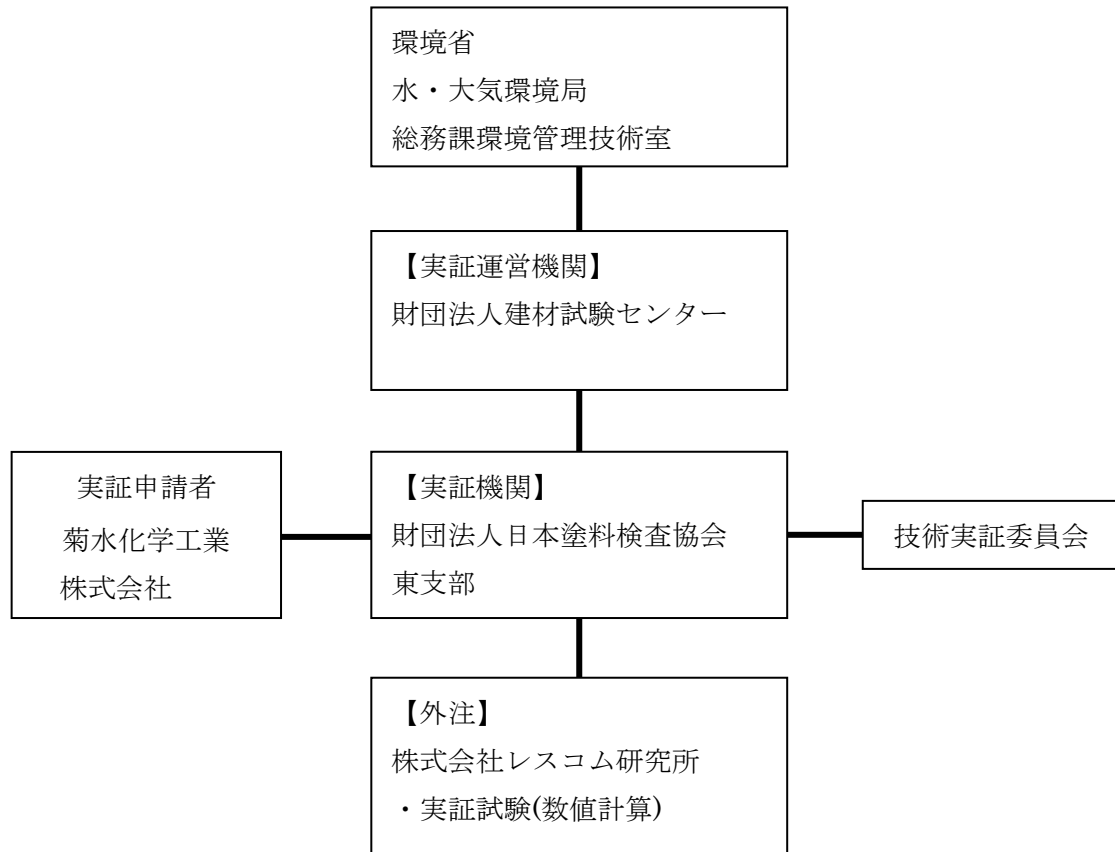 環境省
水・大気環境局
総務課環境管理技術室
【実証運営機関】
財団法人建材試験センター
実証申請者
菊水化学工業
株式会社
【実証機関】
財団法人日本塗料検査協会
東支部
技術実証委員会
【外注】
株式会社レスコム研究所
・実証試験(数値計算)